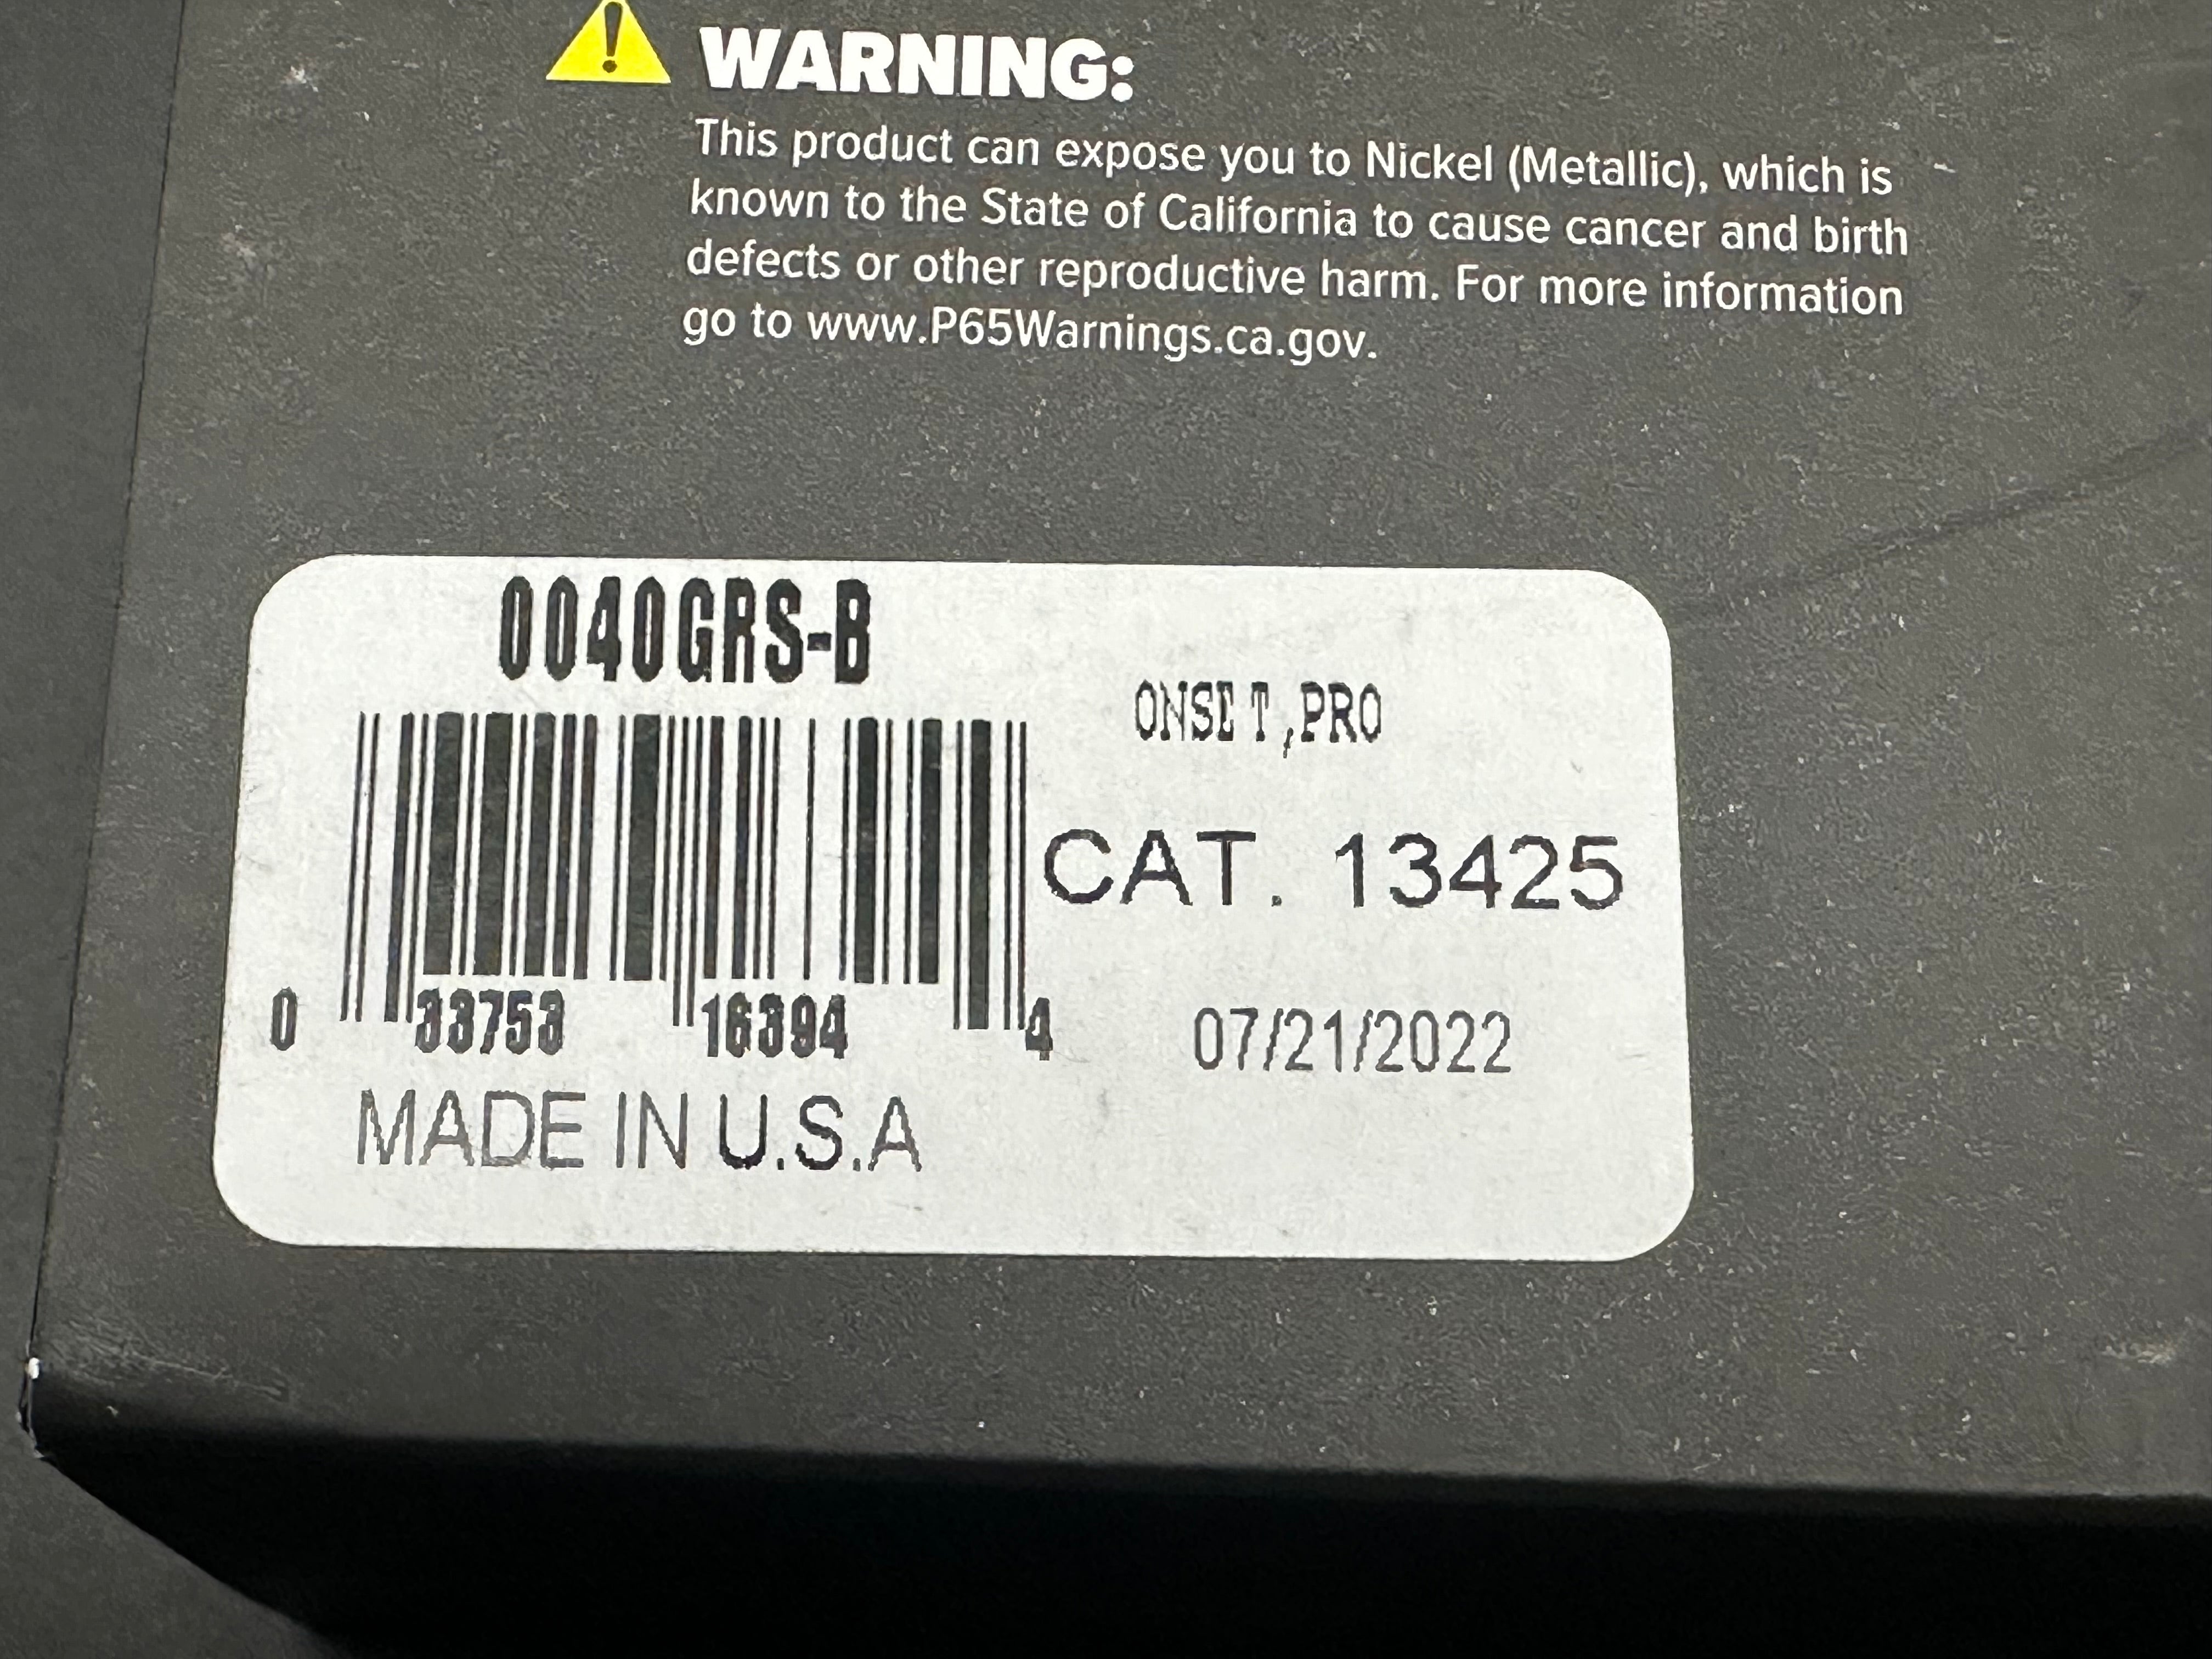 WARNING:
This product can expose you to Nickel (Metallic), which is
known to the State of California to cause cancer and birth
defects or other reproductive harm. For more information
go to www.P65Warnings.ca.gov.
0040GRS-B
ONSET,PRO
CAT. 13425
0 33753 16394 4
07/21/2022
MADE IN U.S.A